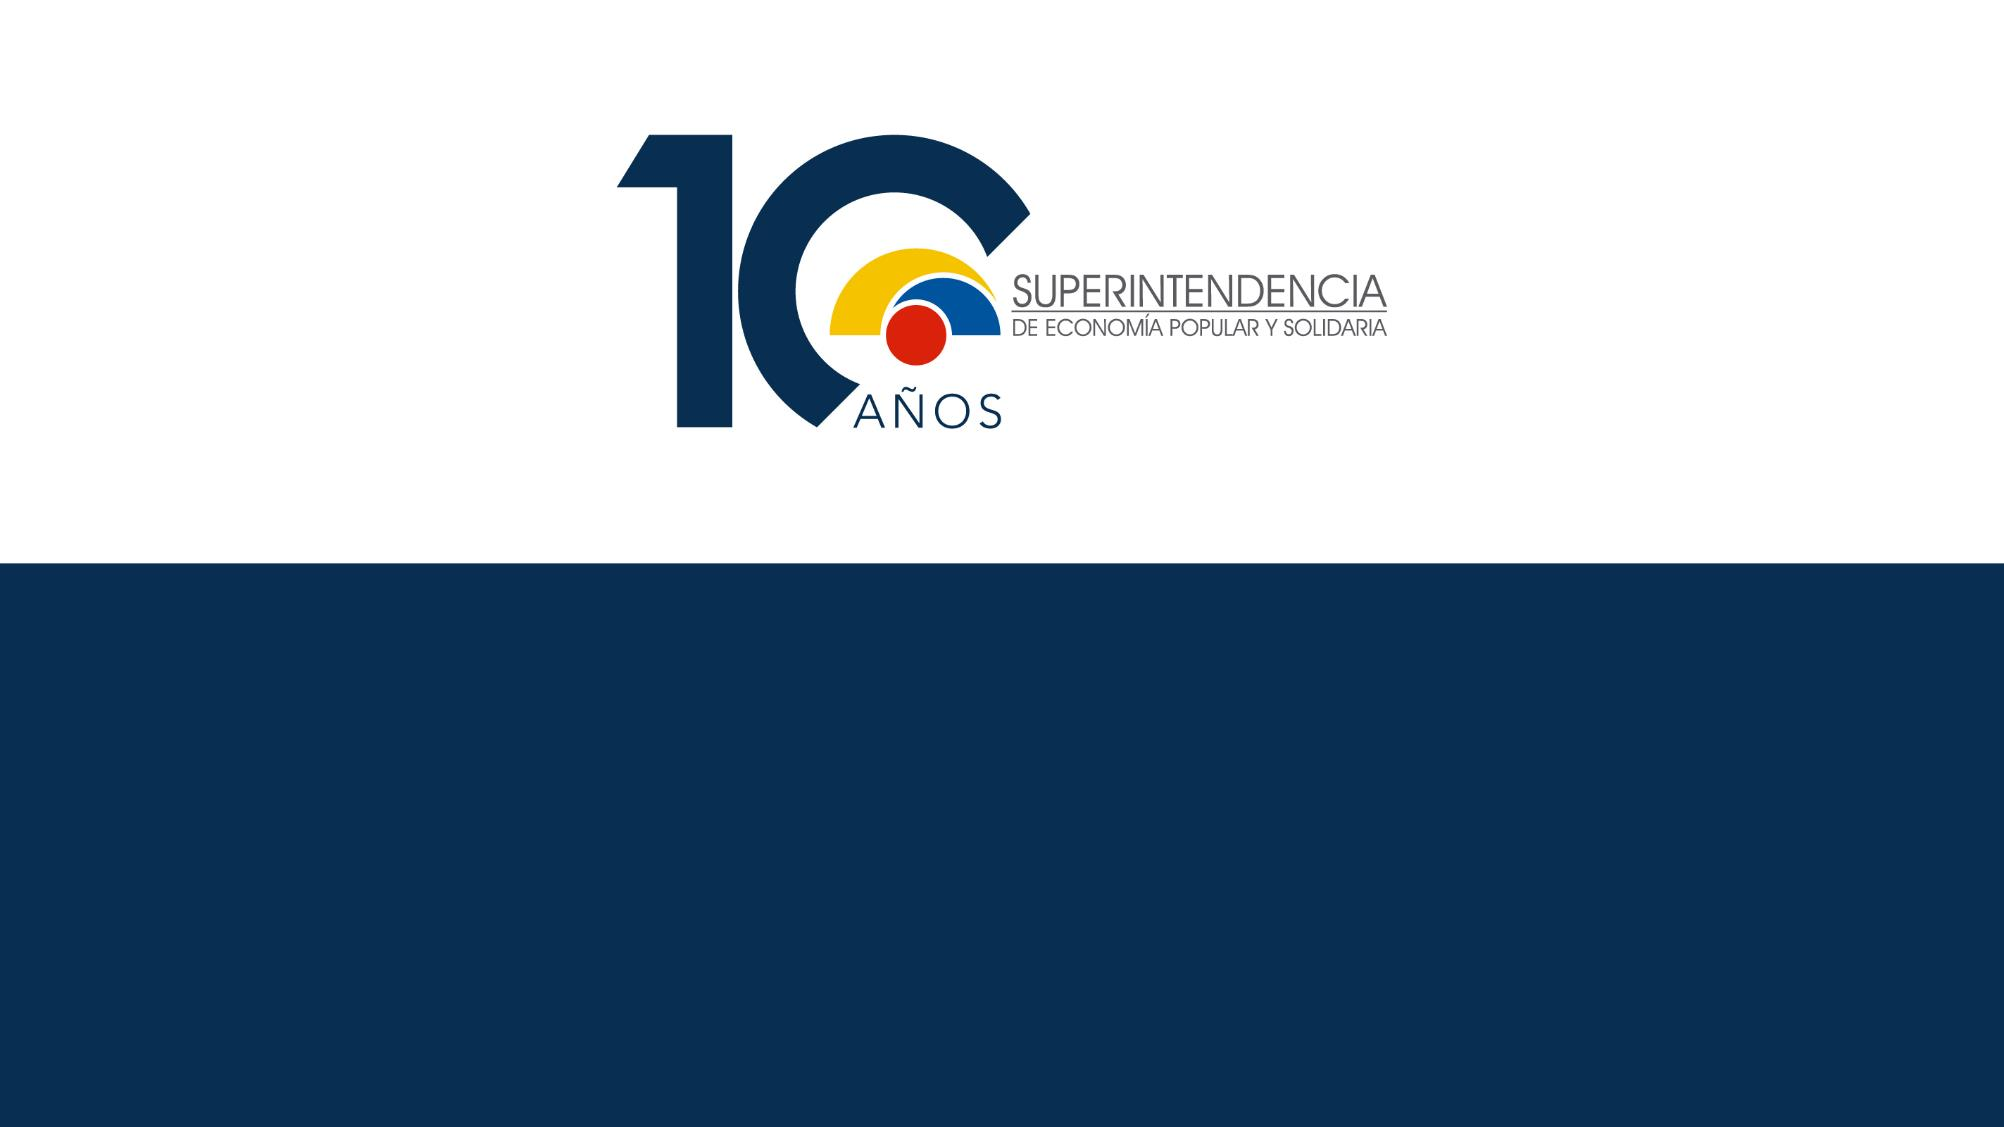 10
SUPERINTENDENCIA
DE ECONOMÍA POPULAR Y SOLIDARIA
AÑOS